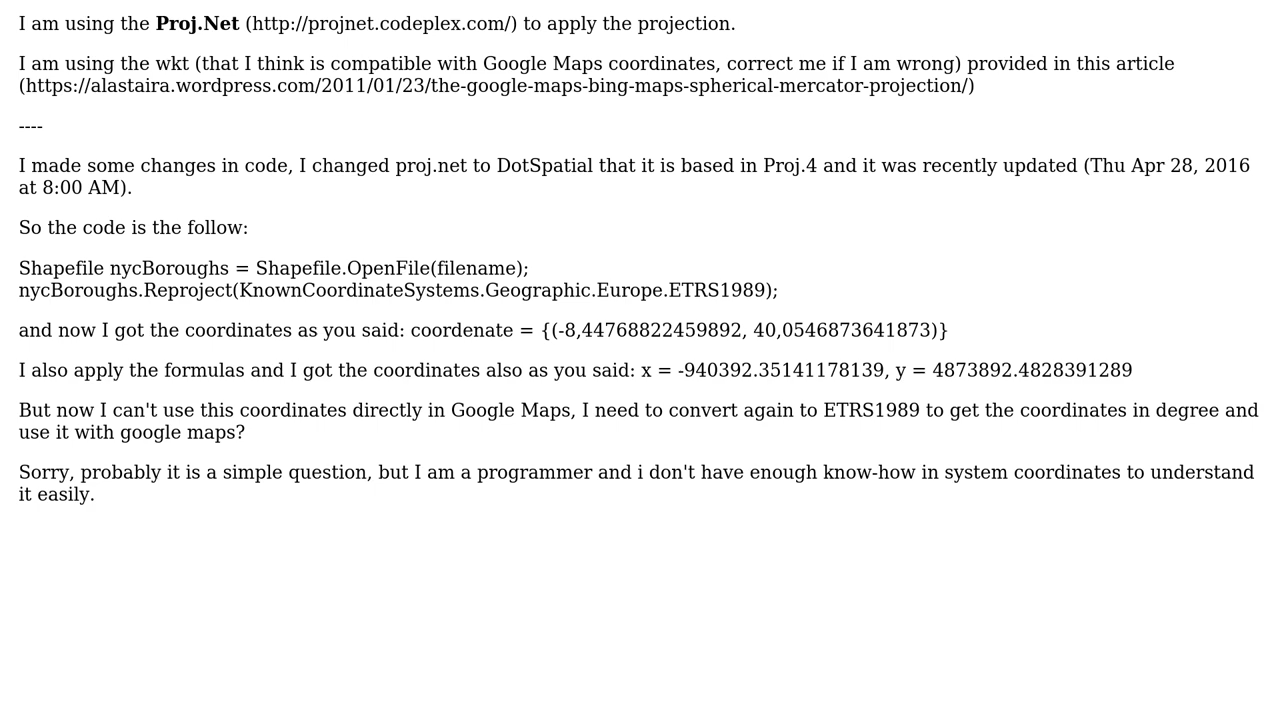 I am using the Proj.Net (http://projnet.codeplex.com/) to apply the projection.
I am using the wkt (that I think is compatible with Google Maps coordinates, correct me if I am wrong) provided in this article
(https://alastaira.wordpress.com/2011/01/23/the-google-maps-bing-maps-spherical-mercator-projection/)
----
I made some changes in code, I changed proj.net to DotSpatial that it is based in Proj.4 and it was recently updated (Thu Apr 28, 2016
at 8:00 AM).
So the code is the follow:
Shapefile nycBoroughs = Shapefile.OpenFile(filename);
nycBoroughs.Reproject(KnownCoordinateSystems.Geographic.Europe.ETRS1989);
and now I got the coordinates as you said: coordenate = {(-8,44768822459892, 40,0546873641873)}
I also apply the formulas and I got the coordinates also as you said: x = -940392.35141178139, y = 4873892.4828391289
But now I can't use this coordinates directly in Google Maps, I need to convert again to ETRS1989 to get the coordinates in degree and
use it with google maps?
Sorry, probably it is a simple question, but I am a programmer and i don't have enough know-how in system coordinates to understand
it easily.